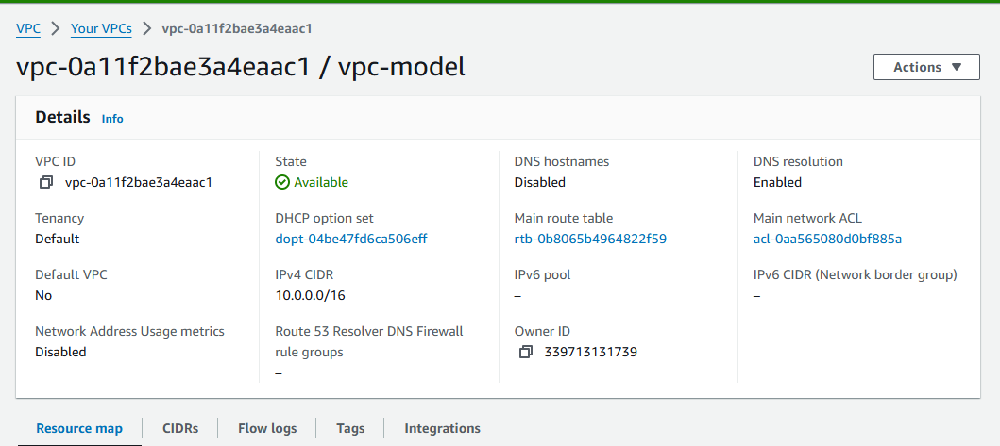 VPC > Your VPCs > vpc-0a11f2bae3a4eaac1
vpc-0a11f2bae3a4eaac1 / vpc-model
Actions
Details Info
VPC ID
vpc-0a11f2bae3a4eaac1
State
Available
DNS hostnames
Disabled
DNS resolution
Enabled
Tenancy
Default
DHCP option set
dopt-04be47fd6ca506eff
Main route table
rtb-0b8065b4964822f59
Main network ACL
acl-0aa565080d0bf885a
Default VPC
No
IPv4 CIDR
10.0.0.0/16
IPv6 pool
–
IPv6 CIDR (Network border group)
–
Network Address Usage metrics
Disabled
Route 53 Resolver DNS Firewall
rule groups
–
Owner ID
339713131739
Resource map
CIDRs
Flow logs
Tags
Integrations